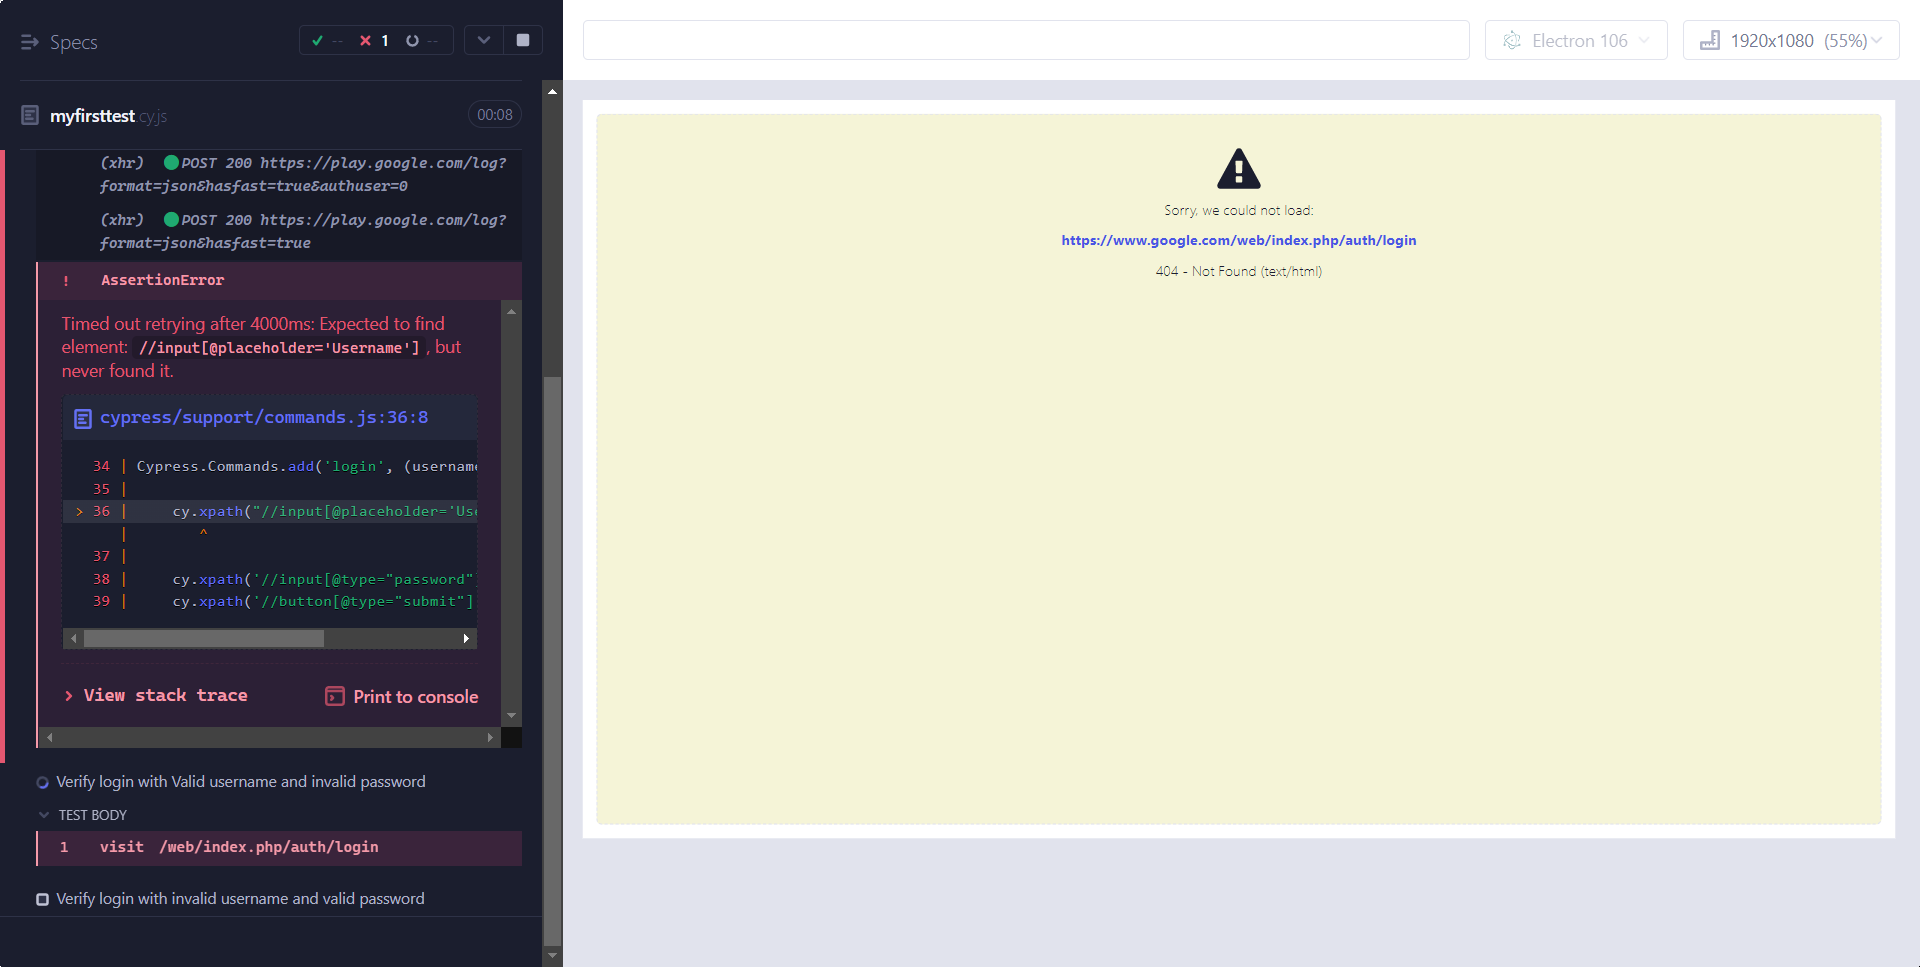 Specs
-- 1 --
myfirsttest.cy.js
00:08
(xhr) POST 200 https://play.google.com/log?
format=json&hasfast=true&authuser=0
(xhr) POST 200 https://play.google.com/log?
format=json&hasfast=true
! AssertionError
Timed out retrying after 4000ms: Expected to find
element: //input[@placeholder='Username'], but
never found it.
cypress/support/commands.js:36:8
34 | Cypress.Commands.add('login', (username
35 |
> 36 | cy.xpath("//input[@placeholder='Use
| ^
37 |
38 | cy.xpath('//input[@type="password"]
39 | cy.xpath('//button[@type="submit"]
> View stack trace
Print to console
Verify login with Valid username and invalid password
TEST BODY
1 visit /web/index.php/auth/login
Verify login with invalid username and valid password
Electron 106
1920x1080 (55%)
Sorry, we could not load:
https://www.google.com/web/index.php/auth/login
404 - Not Found (text/html)